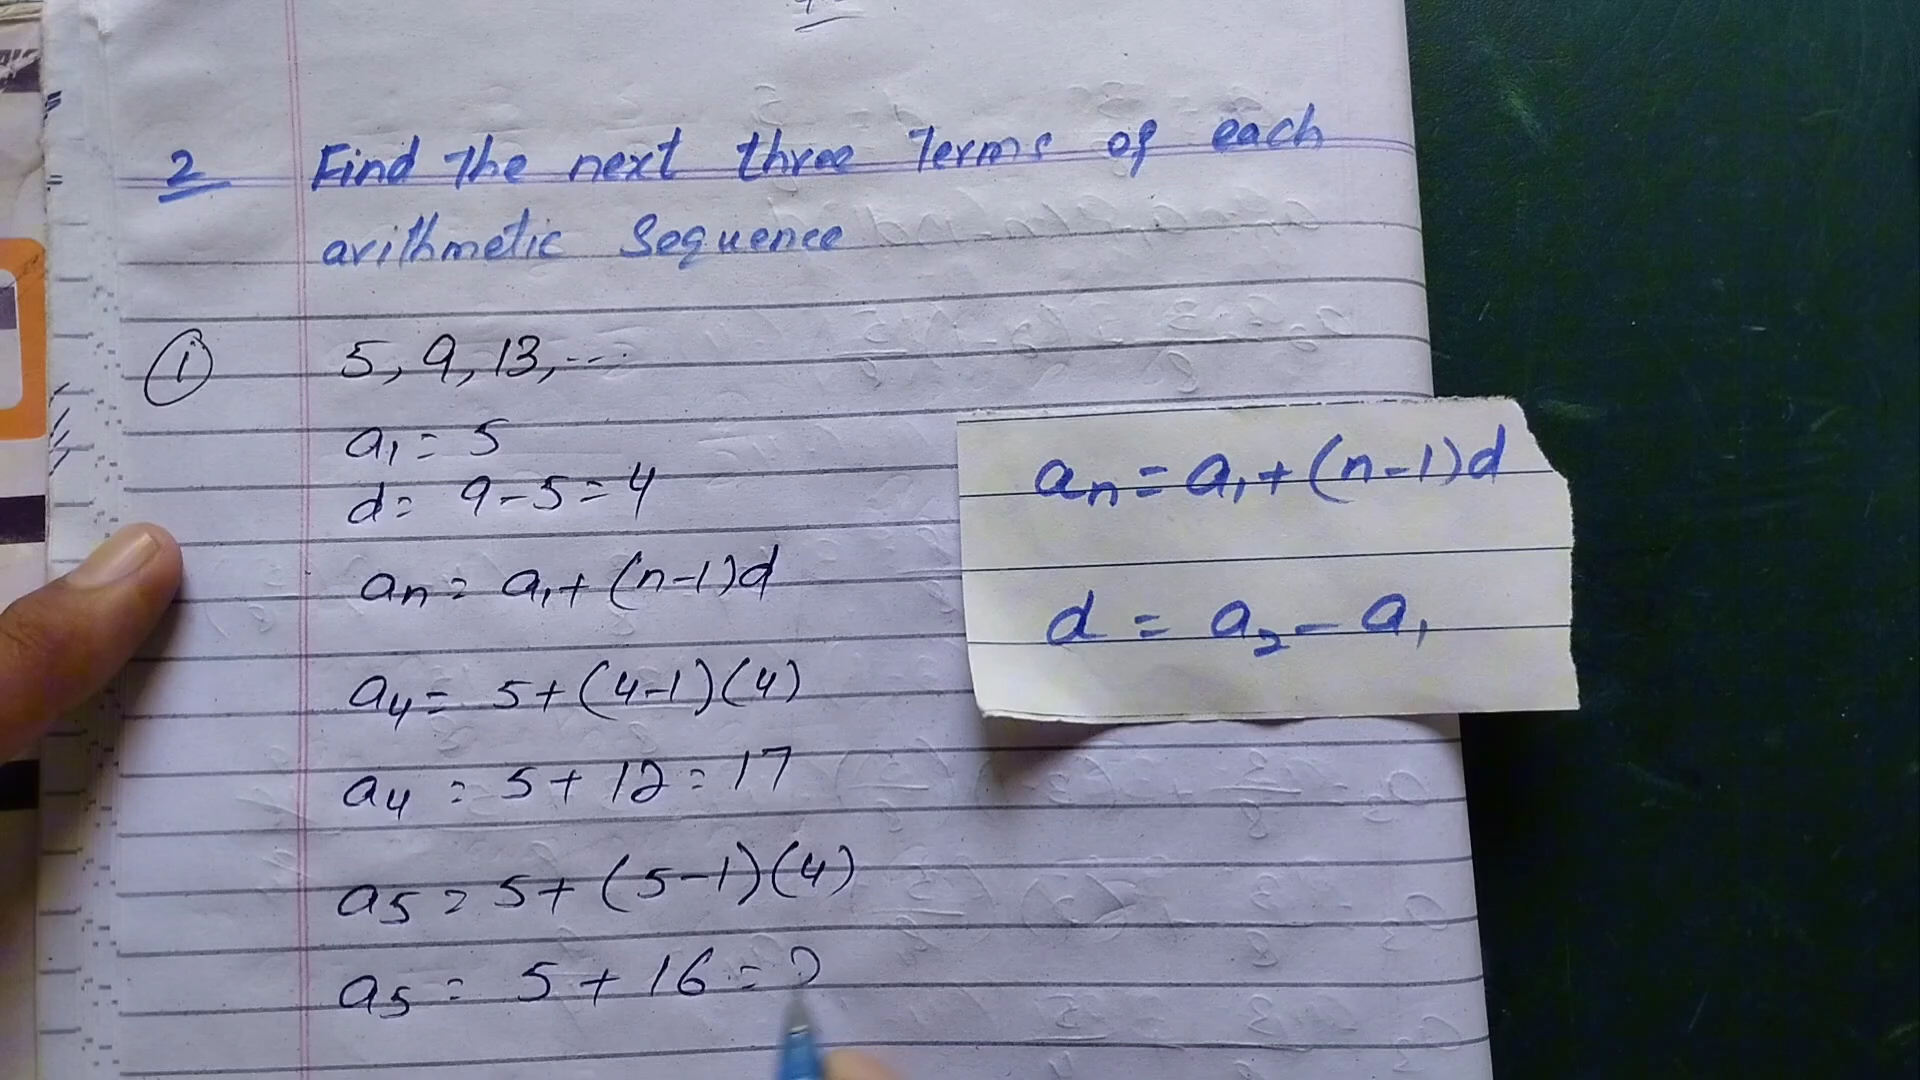 2 Find The next three Terms of each
arithmetic Sequence
① 5, 9, 13, ...
a₁ = 5
d = 9 - 5 = 4
aₙ = a₁ + (n-1)d
a₄ = 5 + (4-1)(4)
a₄ = 5 + 12 = 17
a₅ = 5 + (5-1)(4)
a₅ = 5 + 16 =
aₙ = a₁ + (n-1)d
d = a₂ - a₁